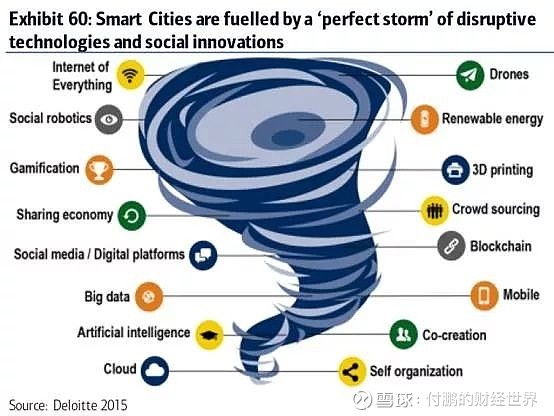 Exhibit 60: Smart Cities are fuelled by a ‘perfect storm’ of disruptive
technologies and social innovations
Internet of
Everything
Drones
Social robotics
Renewable energy
Gamification
3D printing
Sharing economy
Crowd sourcing
Social media / Digital platforms
Blockchain
Big data
Mobile
Artificial intelligence
Co-creation
Cloud
Self organization
Source: Deloitte 2015
雪球：付鹏的财经世界